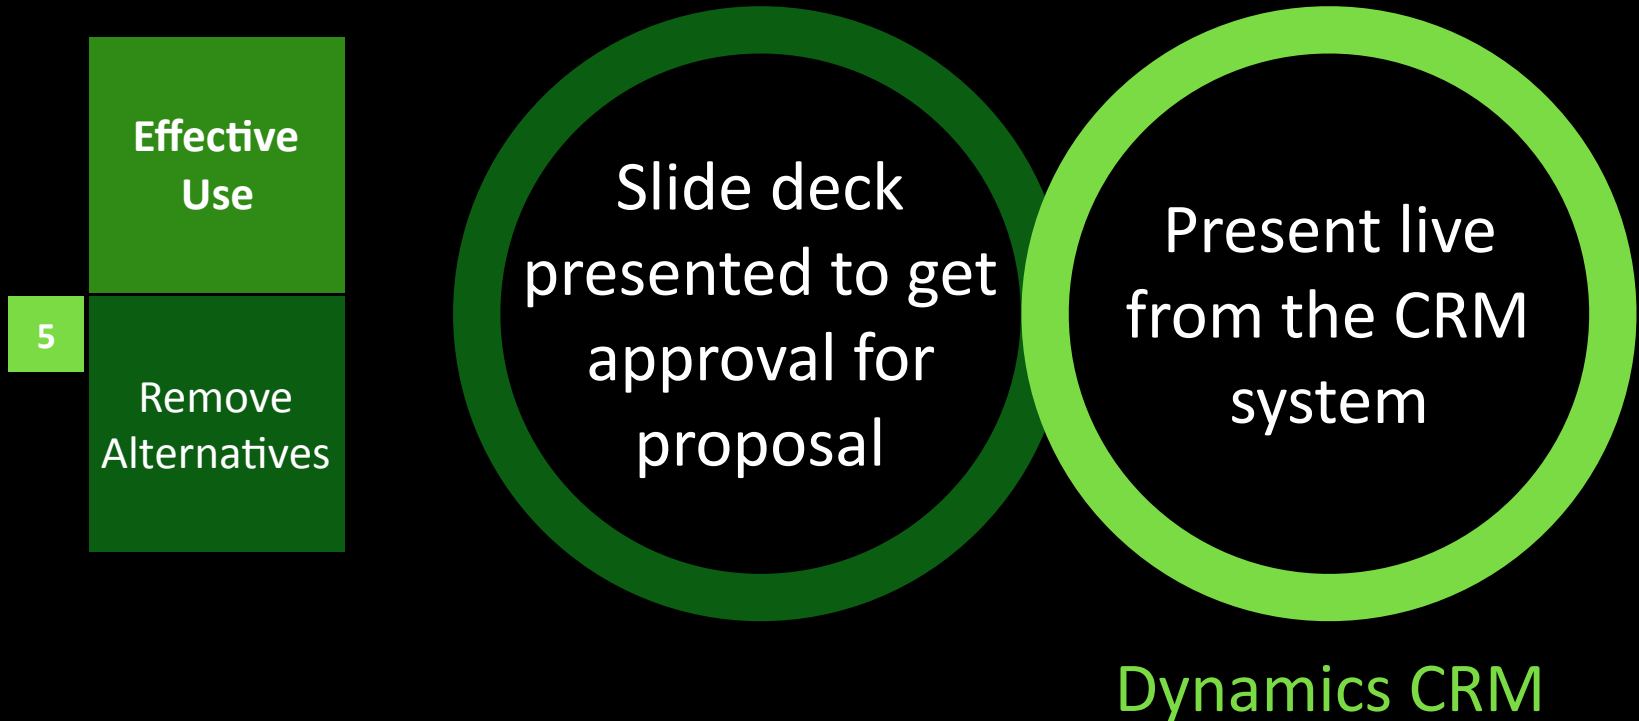 Effective
Use
5
Remove
Alternatives
Slide deck
presented to get
approval for
proposal
Present live
from the CRM
system
Dynamics CRM